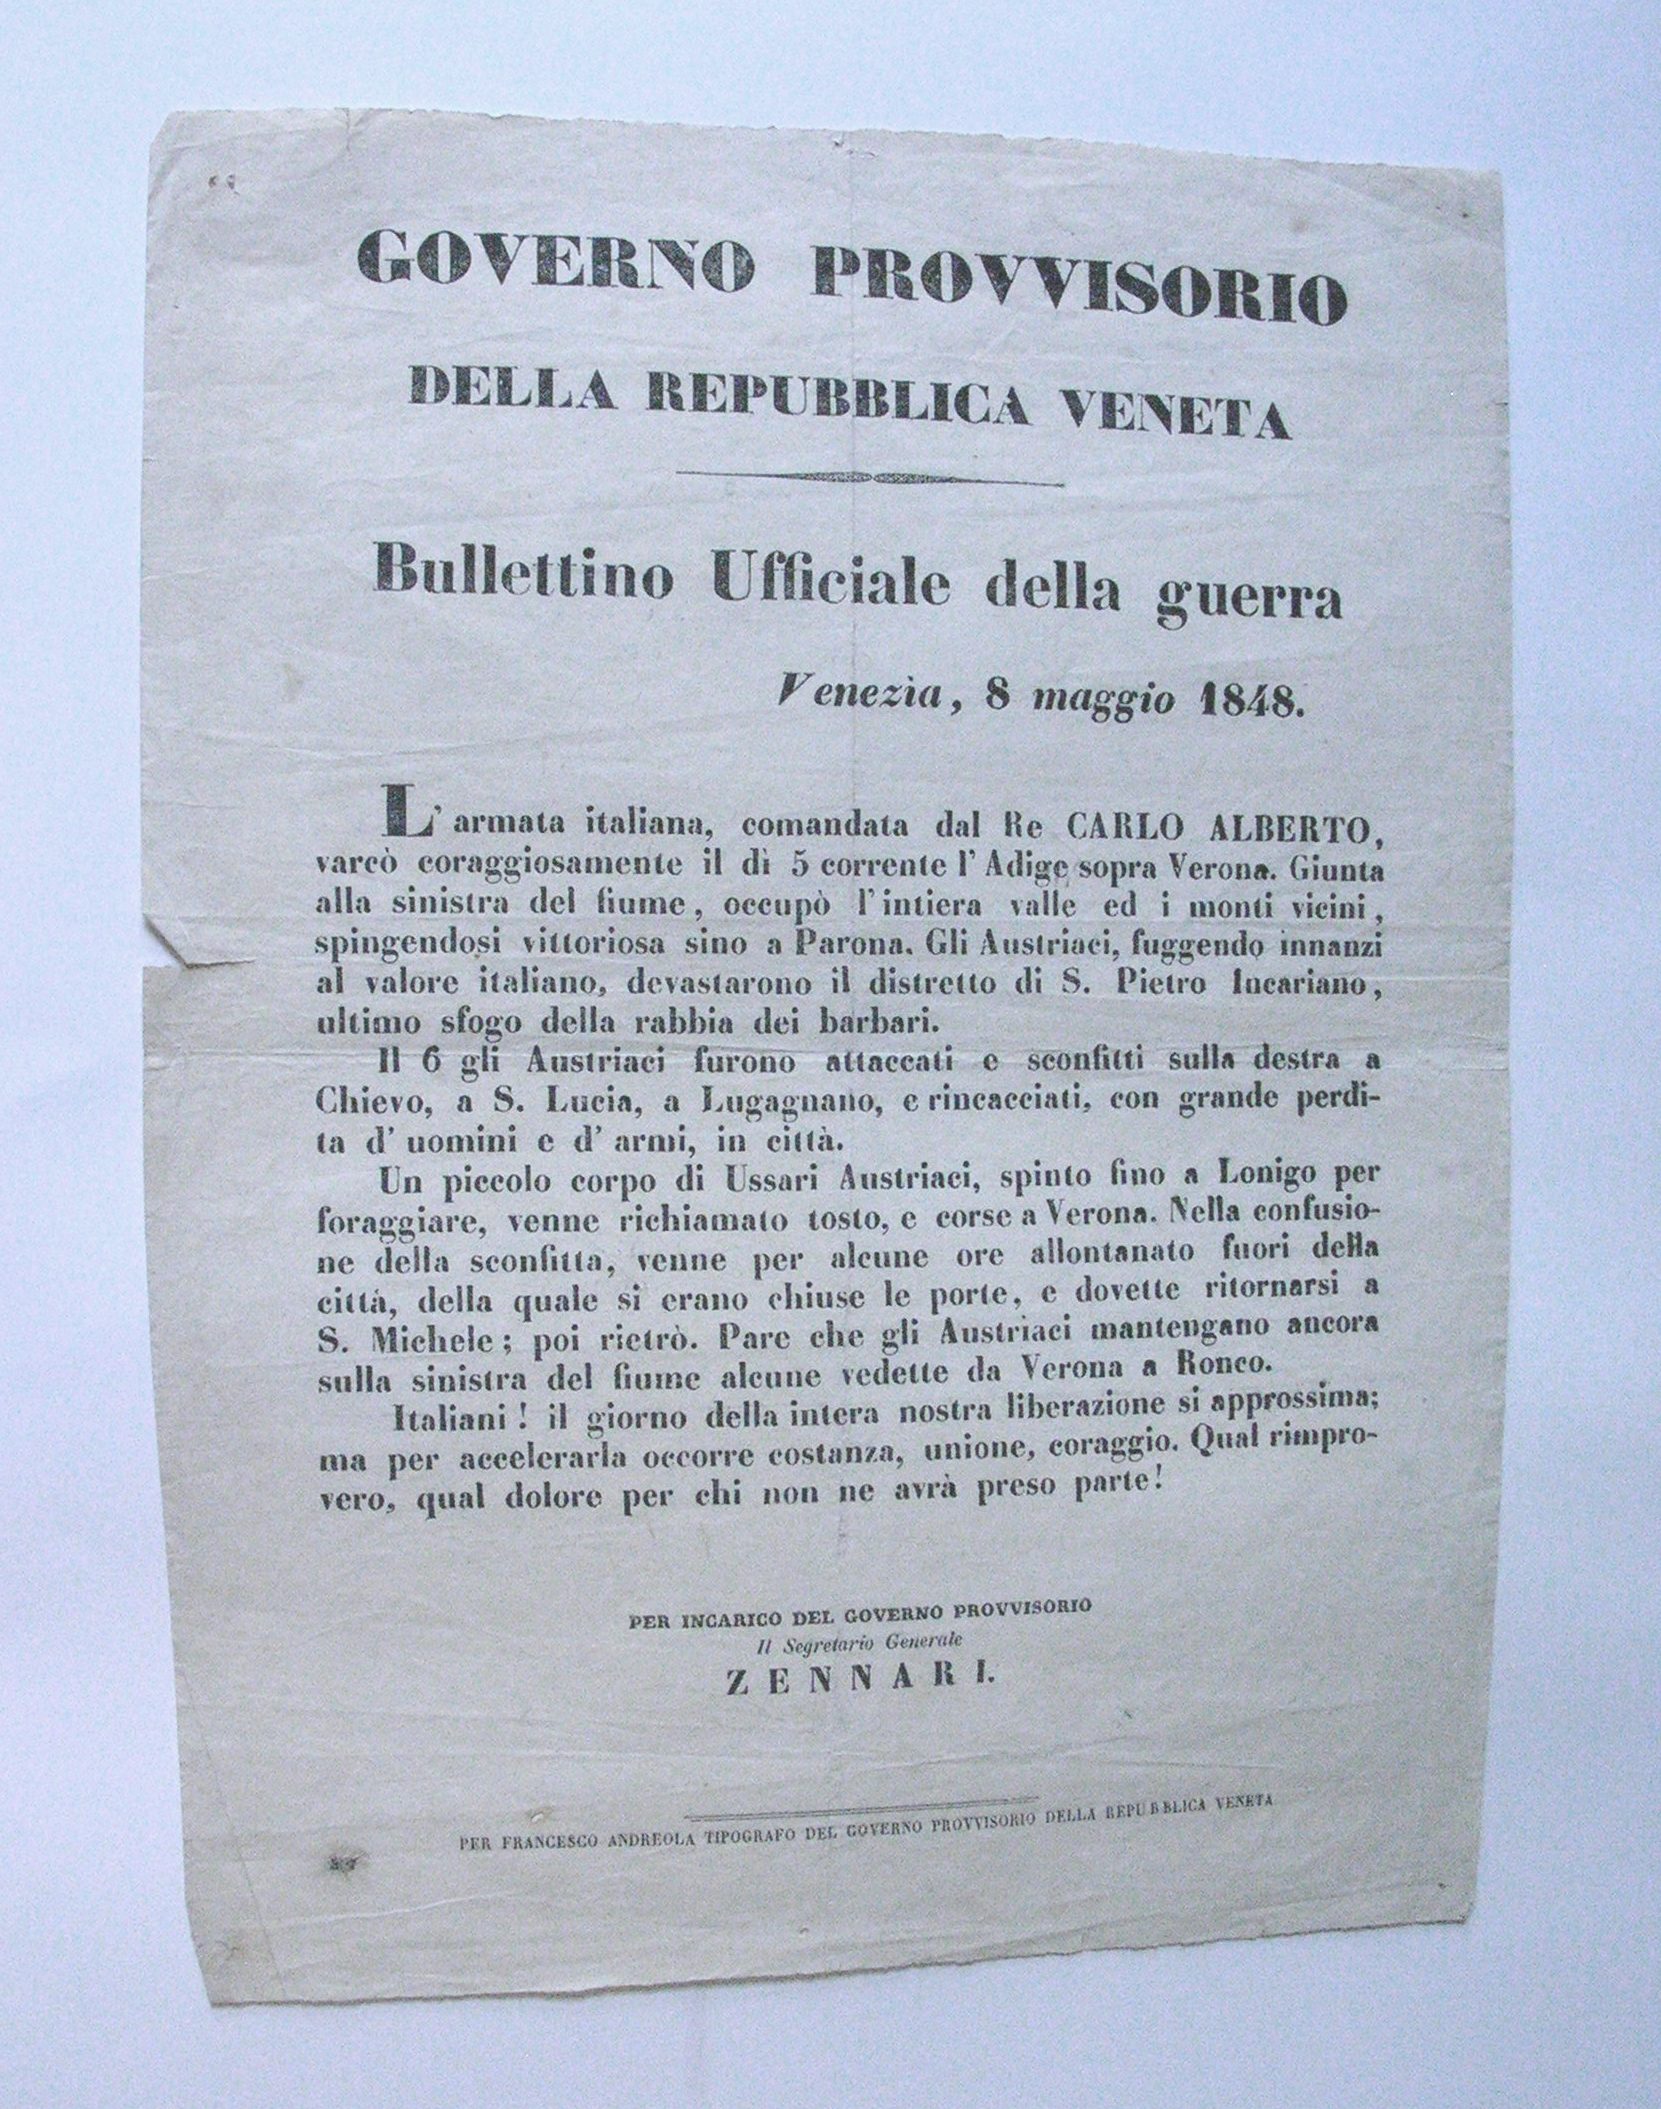 GOVERNO PROVVISORIO
DELLA REPUBBLICA VENETA
Bullettino Ufficiale della guerra
Venezia, 8 maggio 1848.
L' armata italiana, comandata dal Re CARLO ALBERTO,
varcò coraggiosamente il dì 5 corrente l' Adige sopra Verona. Giunta
alla sinistra del fiume, occupò l' intiera valle ed i monti vicini,
spingendosi vittoriosa sino a Parona. Gli Austriaci, fuggendo innanzi
al valore italiano, devastarono il distretto di S. Pietro Incariano,
ultimo sfogo della rabbia dei barbari.
Il 6 gli Austriaci furono attaccati e sconfitti sulla destra a
Chievo, a S. Lucia, a Lugagnano, e rincacciati, con grande perdi-
ta d' uomini e d' armi, in città.
Un piccolo corpo di Ussari Austriaci, spinto fino a Lonigo per
foraggiare, venne richiamato tosto, e corse a Verona. Nella confusio-
ne della sconfitta, venne per alcune ore allontanato fuori della
città, della quale si erano chiuse le porte, e dovette ritornarsi a
S. Michele; poi rietrò. Pare che gli Austriaci mantengano ancora
sulla sinistra del fiume alcune vedette da Verona a Ronco.
Italiani! il giorno della intera nostra liberazione si approssima;
ma per accelerarla occorre costanza, unione, coraggio. Qual rimpro-
vero, qual dolore per chi non ne avrà preso parte!
PER INCARICO DEL GOVERNO PROVVISORIO
Il Segretario Generale
ZENNARI.
PER FRANCESCO ANDREOLA TIPOGRAFO DEL GOVERNO PROVVISORIO DELLA REPUBBLICA VENETA